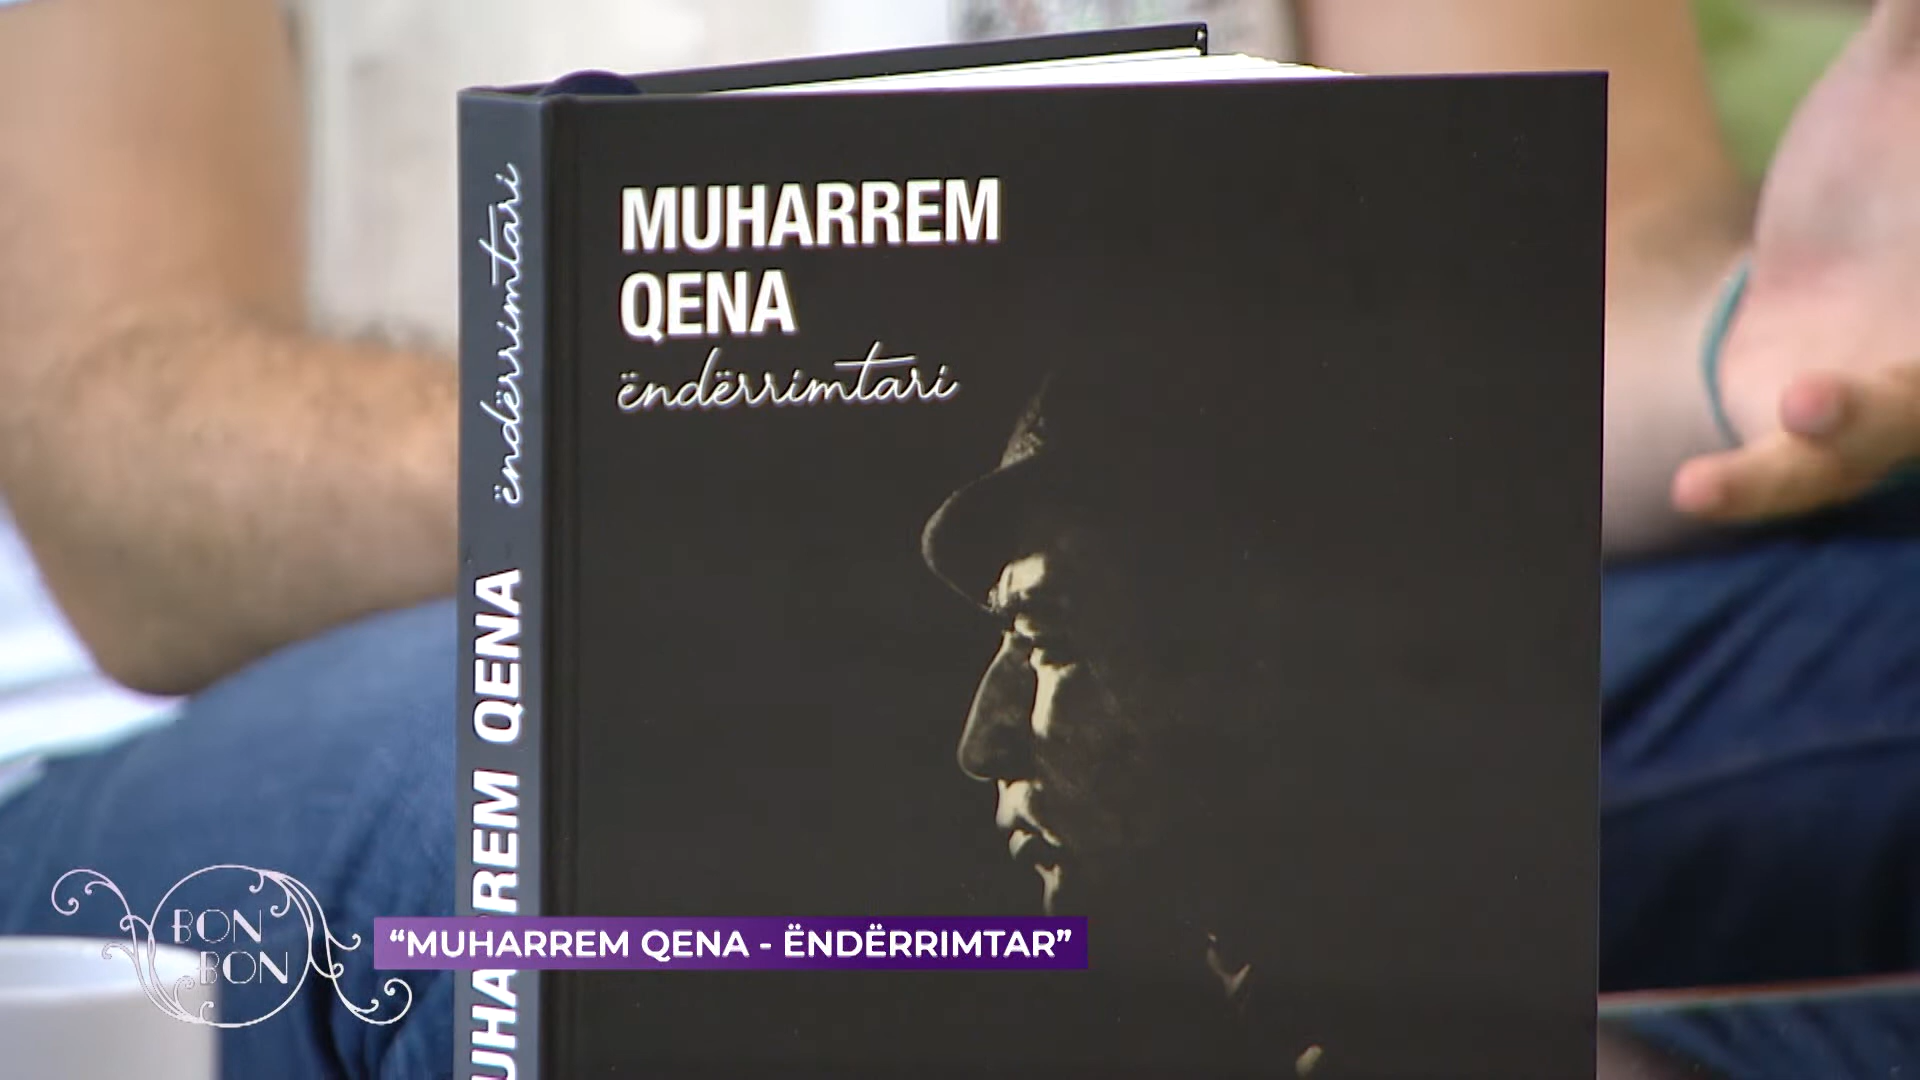 MUHARREM
QENA
ëndërrimtari
MUHARREM QENA ëndërrimtari
BON
BON
“MUHARREM QENA - ËNDËRRIMTAR”